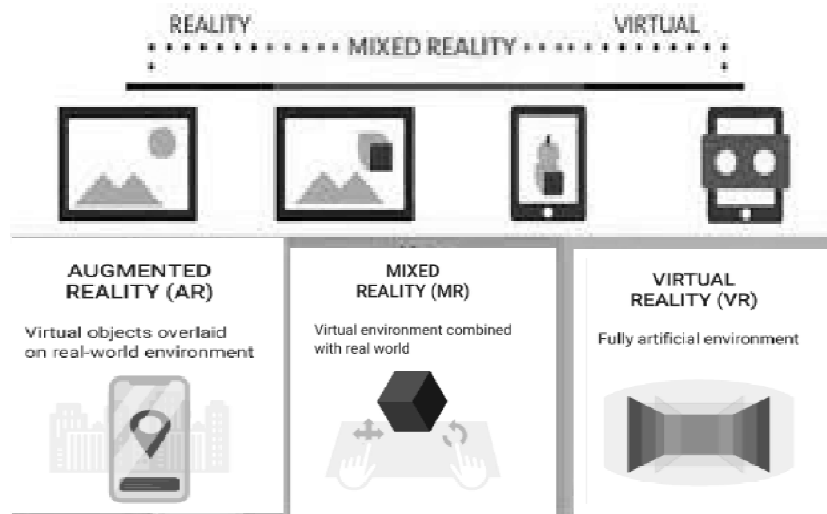 REALITY
MIXED REALITY
VIRTUAL
AUGMENTED
REALITY (AR)
Virtual objects overlaid
on real-world environment
MIXED
REALITY (MR)
Virtual environment combined
with real world
VIRTUAL
REALITY (VR)
Fully artificial environment